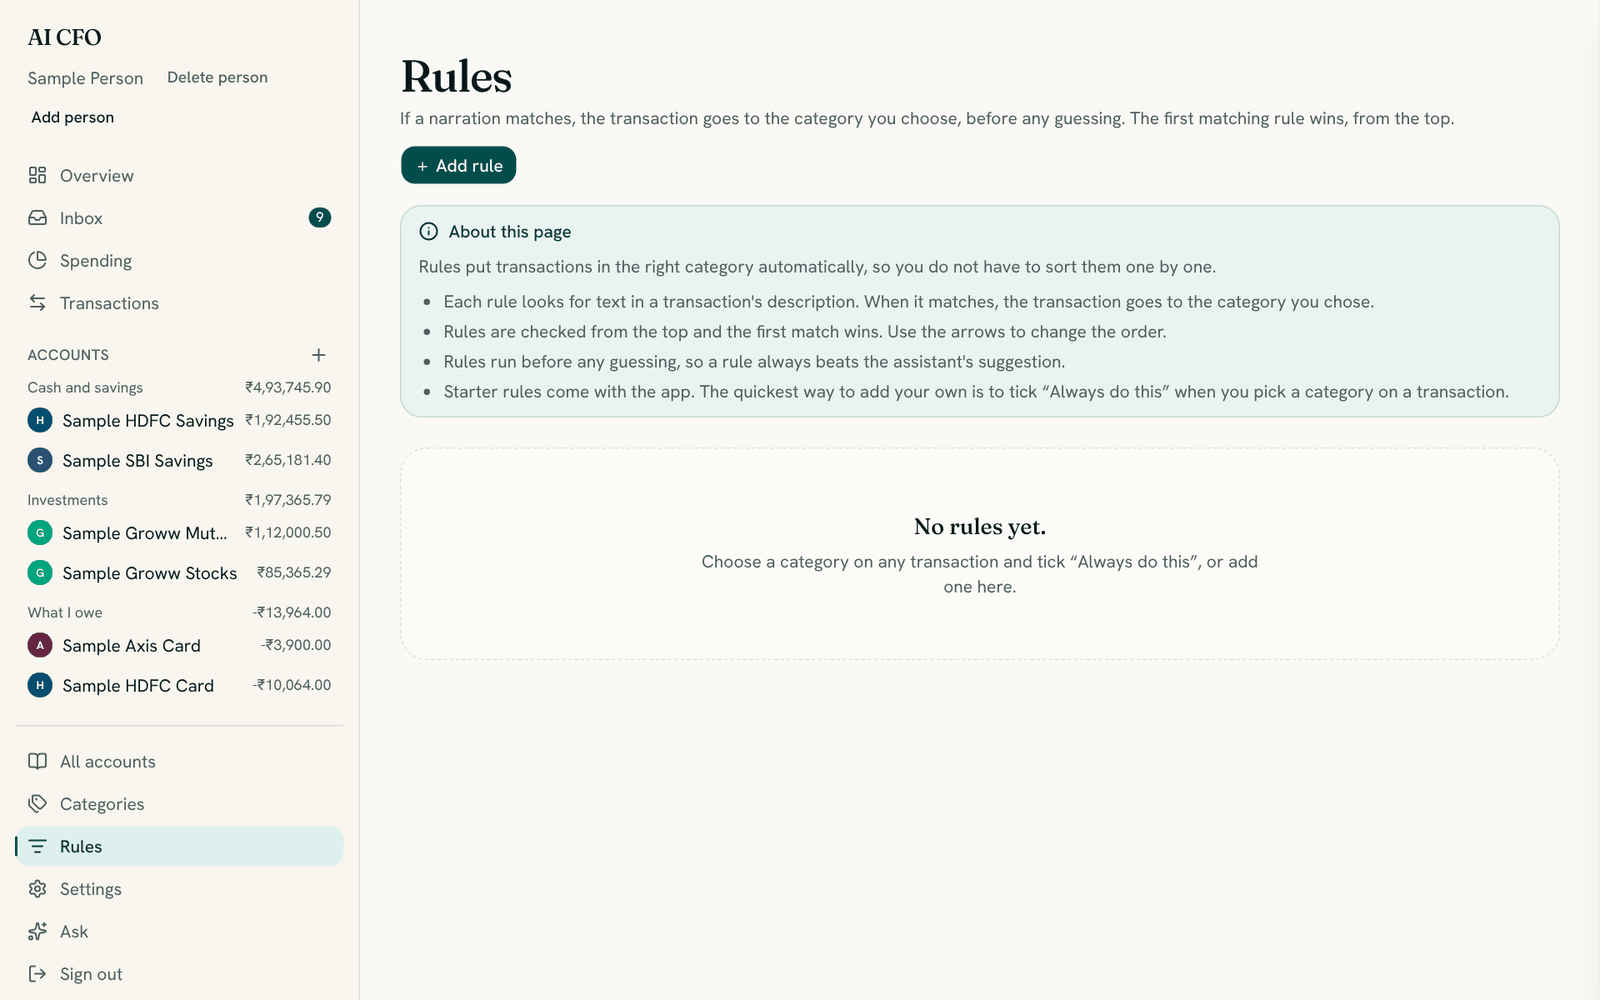 AI CFO
Sample Person Delete person
Add person
Overview
Inbox 9
Spending
Transactions
ACCOUNTS
Cash and savings ₹4,93,745.90
H Sample HDFC Savings ₹1,92,455.50
S Sample SBI Savings ₹2,65,181.40
Investments ₹1,97,365.79
G Sample Groww Mut... ₹1,12,000.50
G Sample Groww Stocks ₹85,365.29
What I owe -₹13,964.00
A Sample Axis Card -₹3,900.00
H Sample HDFC Card -₹10,064.00
All accounts
Categories
Rules
Settings
Ask
Sign out
Rules
If a narration matches, the transaction goes to the category you choose, before any guessing. The first matching rule wins, from the top.
+ Add rule
About this page
Rules put transactions in the right category automatically, so you do not have to sort them one by one.
• Each rule looks for text in a transaction's description. When it matches, the transaction goes to the category you chose.
• Rules are checked from the top and the first match wins. Use the arrows to change the order.
• Rules run before any guessing, so a rule always beats the assistant's suggestion.
• Starter rules come with the app. The quickest way to add your own is to tick “Always do this” when you pick a category on a transaction.
No rules yet.
Choose a category on any transaction and tick “Always do this”, or add
one here.